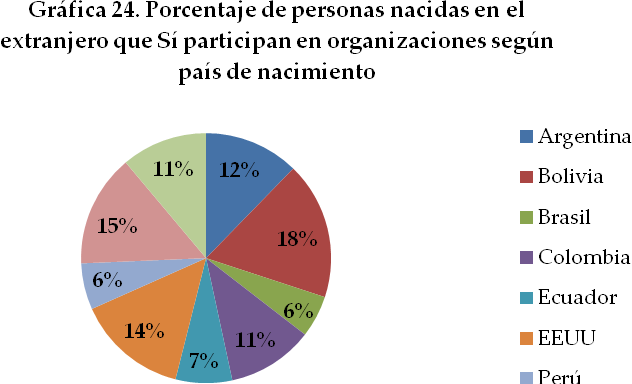 Gráfica 24. Porcentaje de personas nacidas en el
extranjero que Sí participan en organizaciones según
país de nacimiento
11%
12%
Argentina
Bolivia
15%
18%
Brasil
Colombia
6%
6%
Ecuador
14%
11%
EEUU
7%
Perú